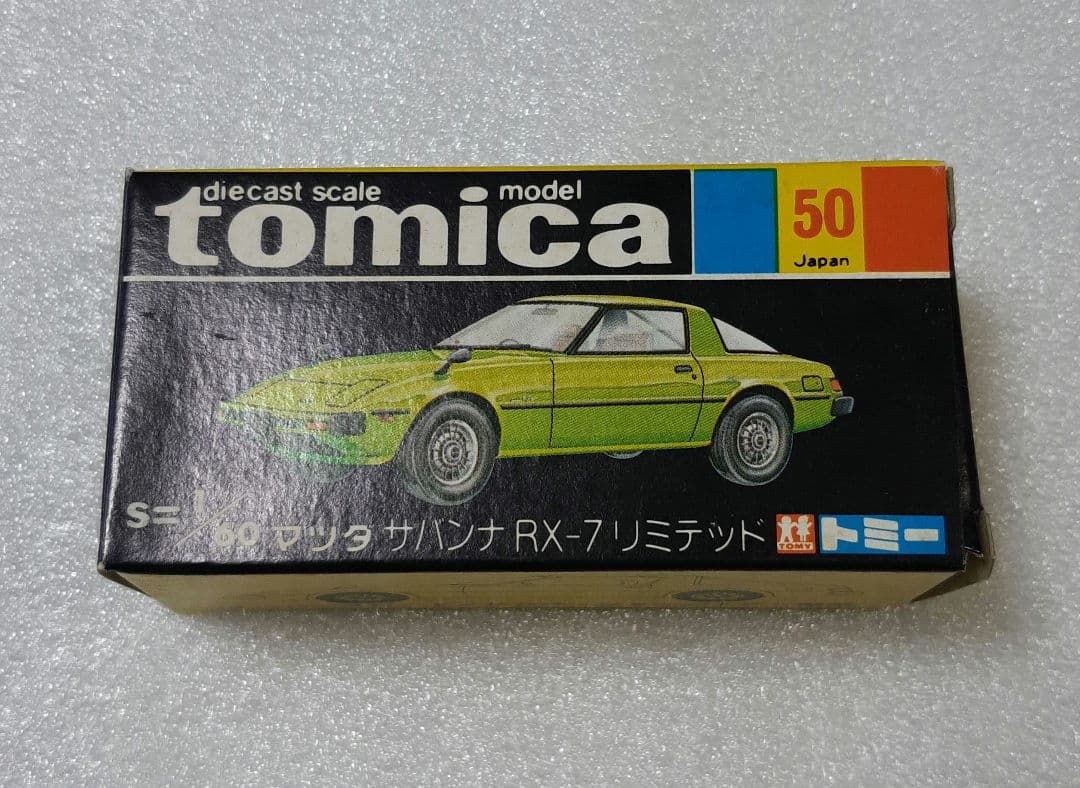 diecast scale model
tomica
50
Japan
S=1/60 マツダ サバンナ RX-7 リミテッド
TOMY
トミー